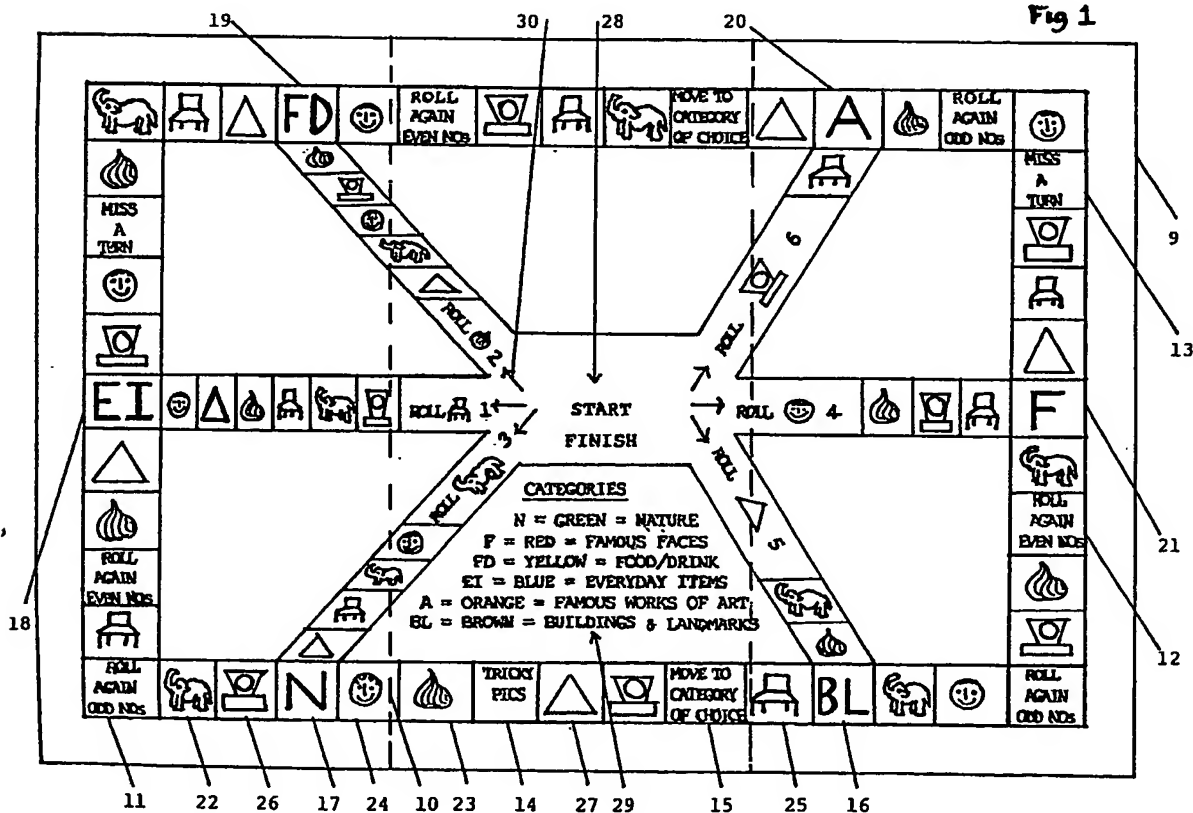 Fig 1
19
30
28
20
FD
ROLL
AGAIN
EVEN NOS
MOVE TO
CATEGORY
OF CHOICE
A
ROLL
AGAIN
ODD NOS
MISS
A
TURN
MISS
A
TURN
9
13
6
ROLL
ROLL 2
EI
ROLL 1
START
FINISH
ROLL 4
F
ROLL 3
ROLL 5
CATEGORIES
N = GREEN = NATURE
F = RED = FAMOUS FACES
FD = YELLOW = FOOD/DRINK
EI = BLUE = EVERYDAY ITEMS
A = ORANGE = FAMOUS WORKS OF ART
BL = BROWN = BUILDINGS & LANDMARKS
ROLL
AGAIN
EVEN NOS
21
ROLL
AGAIN
EVEN NOS
18
12
ROLL
AGAIN
ODD NOS
N
TRICKY
PICS
MOVE TO
CATEGORY
OF CHOICE
BL
ROLL
AGAIN
ODD NOS
11
22
26
17
24
10
23
14
27
29
15
25
16